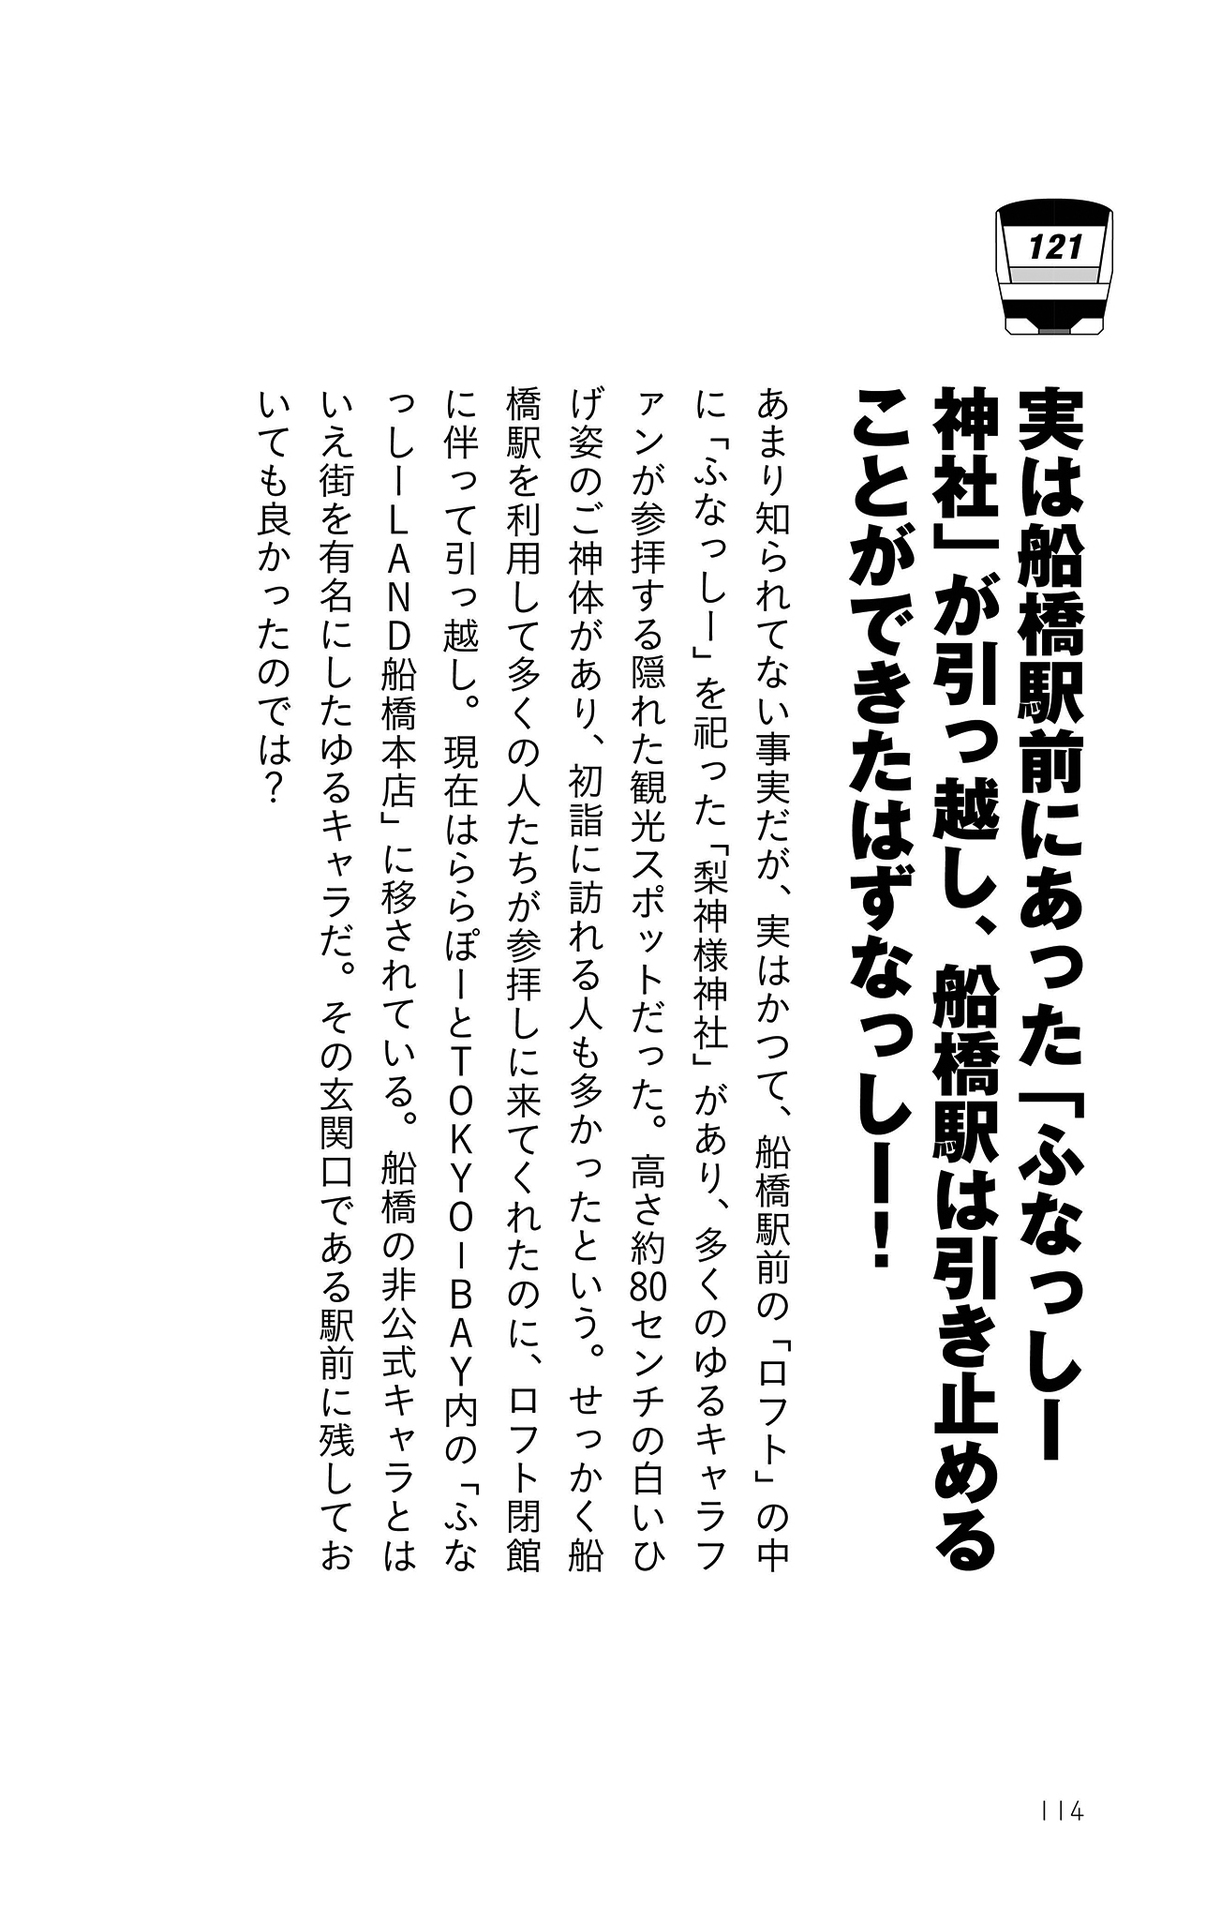 121
実は船橋駅前にあった「ふなっしー
神社」が引っ越し、船橋駅は引き止める
ことができたはずなっしー！
あまり知られてない事実だが、実はかつて、船橋駅前の「ロフト」の中
に「ふなっしー」を祀った「梨神様神社」があり、多くのゆるキャラフ
ァンが参拝する隠れた観光スポットだった。高さ約80センチの白いひ
げ姿のご神体があり、初詣に訪れる人も多かったという。せっかく船
橋駅を利用して多くの人たちが参拝しに来てくれたのに、ロフト閉館
に伴って引っ越し。現在はららぽーとTOKYO-BAY内の「ふな
っしーLAND船橋本店」に移されている。船橋の非公式キャラとは
いえ街を有名にしたゆるキャラだ。その玄関口である駅前に残してお
いても良かったのでは？
114